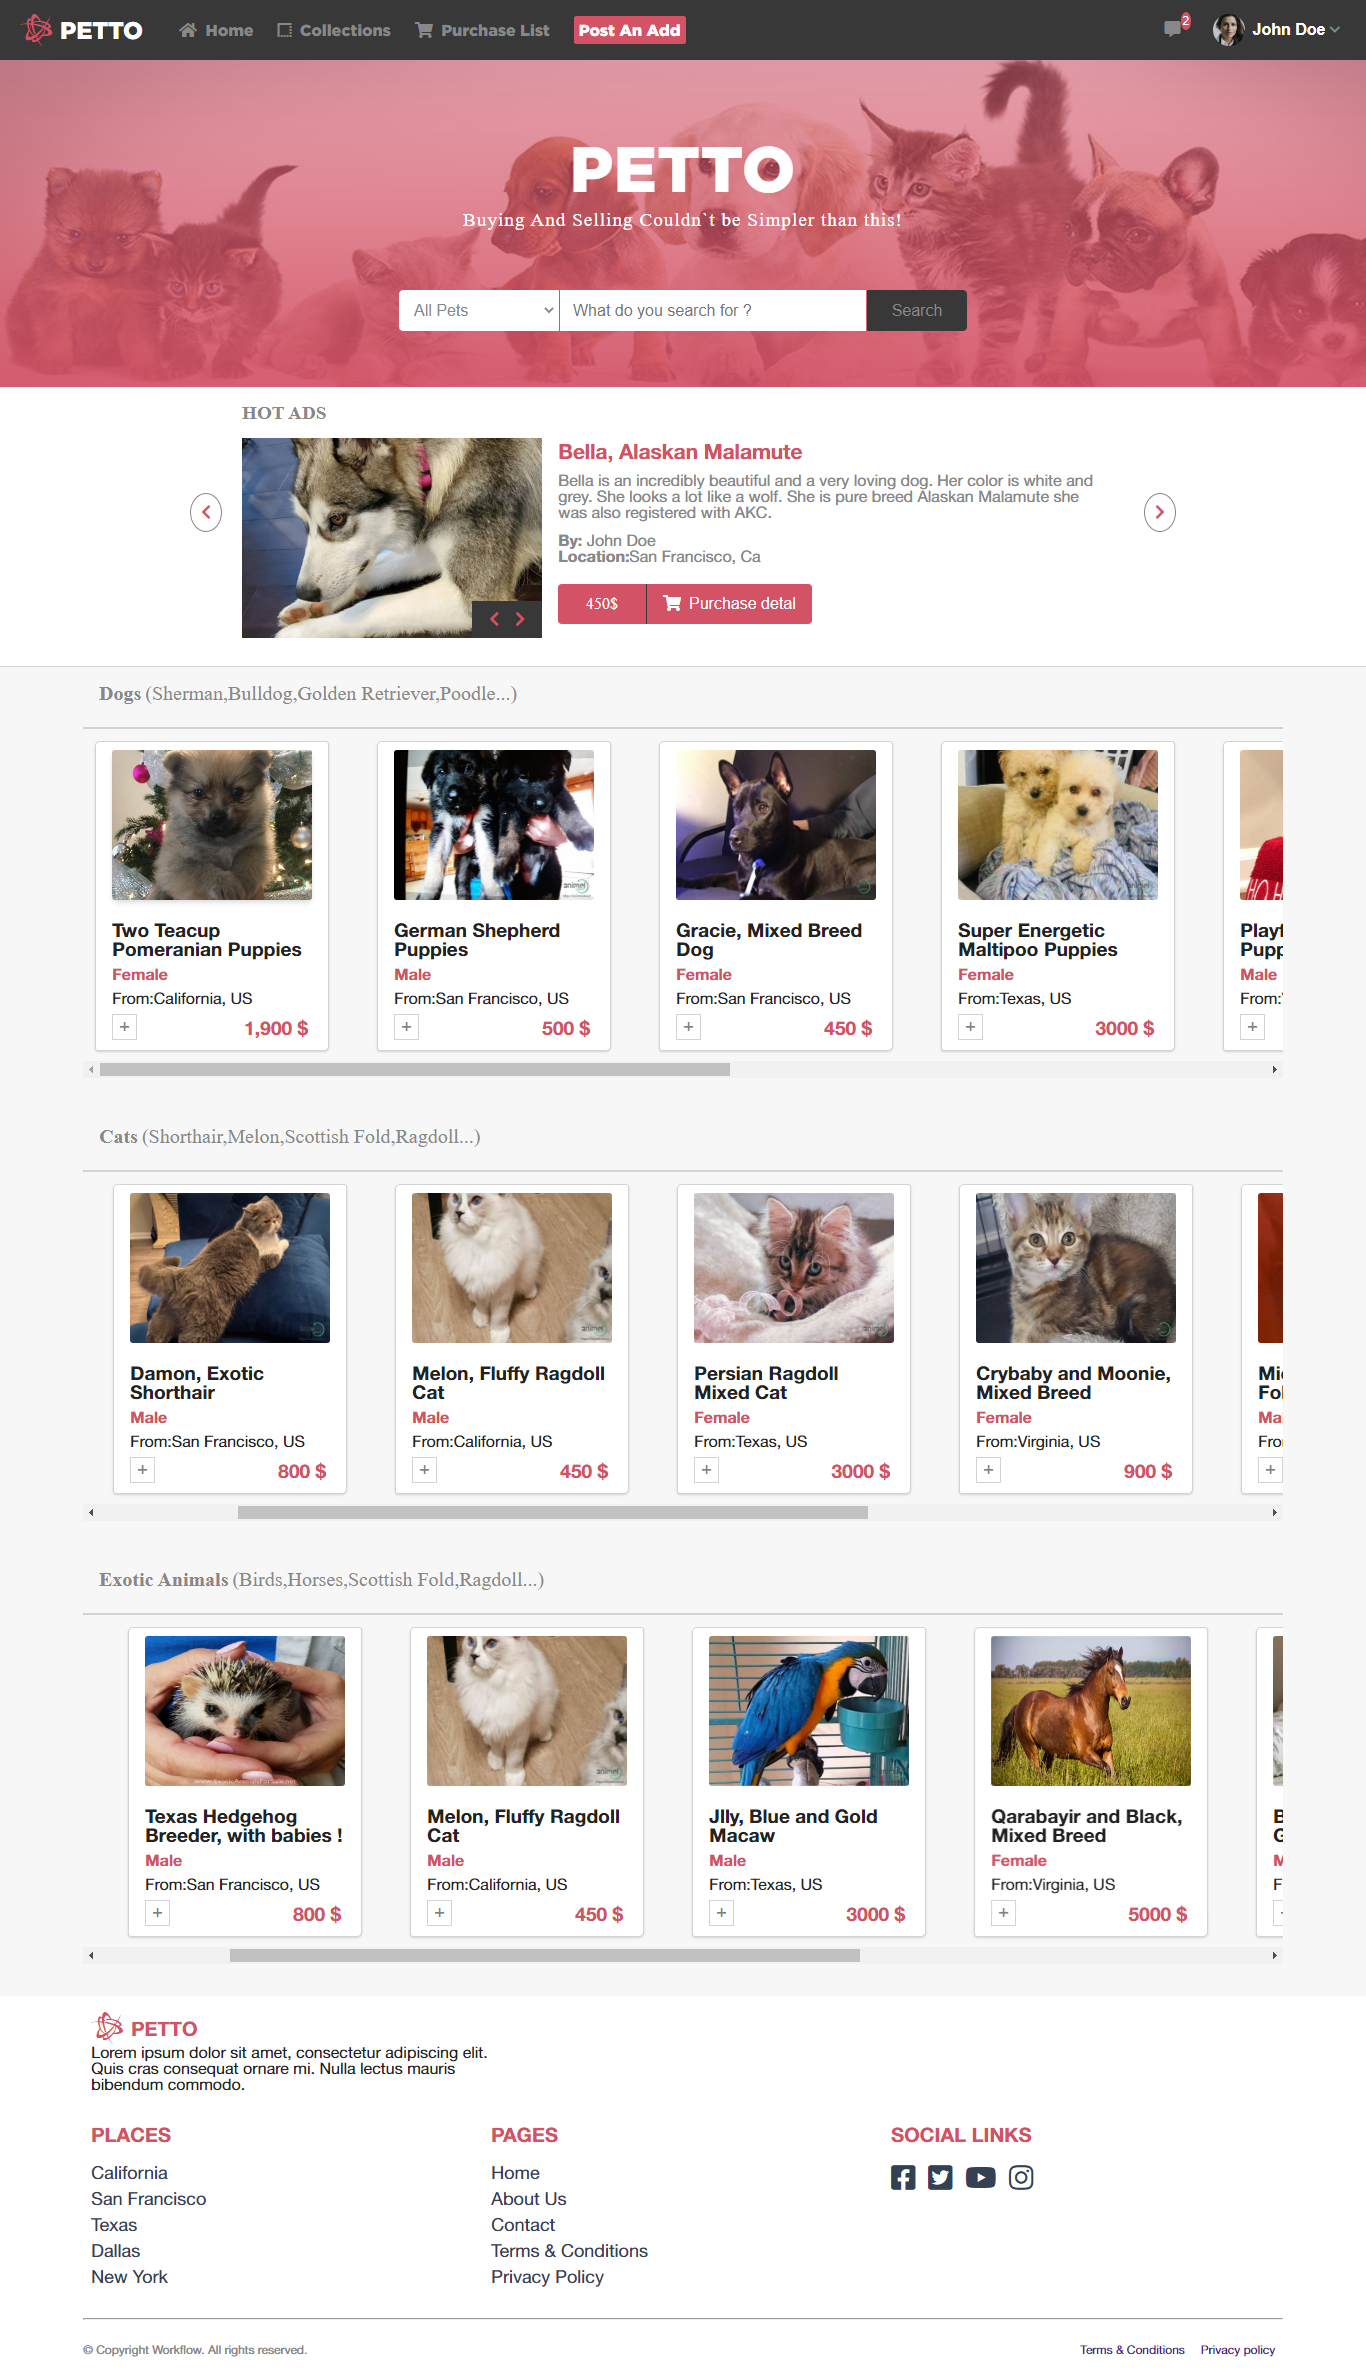 PETTO
Home
Collections
Purchase List
Post An Add
2
John Doe
PETTO
Buying And Selling Couldn`t be Simpler than this!
All Pets
What do you search for ?
Search
HOT ADS
Bella, Alaskan Malamute
Bella is an incredibly beautiful and a very loving dog. Her color is white and
grey. She looks a lot like a wolf. She is pure breed Alaskan Malamute she
was also registered with AKC.
By: John Doe
Location:San Francisco, Ca
450$
Purchase detal
Dogs (Sherman,Bulldog,Golden Retriever,Poodle...)
Two Teacup
Pomeranian Puppies
Female
From:California, US
+
1,900 $
German Shepherd
Puppies
Male
From:San Francisco, US
+
500 $
Gracie, Mixed Breed
Dog
Female
From:San Francisco, US
+
450 $
Super Energetic
Maltipoo Puppies
Female
From:Texas, US
+
3000 $
HO H
Male
From:
+
Cats (Shorthair,Melon,Scottish Fold,Ragdoll...)
Damon, Exotic
Shorthair
Male
From:San Francisco, US
+
800 $
Melon, Fluffy Ragdoll
Cat
Male
From:California, US
+
450 $
Persian Ragdoll
Mixed Cat
Female
From:Texas, US
+
3000 $
Crybaby and Moonie,
Mixed Breed
Female
From:Virginia, US
+
900 $
+
Exotic Animals (Birds,Horses,Scottish Fold,Ragdoll...)
Texas Hedgehog
Breeder, with babies !
Male
From:San Francisco, US
+
800 $
Melon, Fluffy Ragdoll
Cat
Male
From:California, US
+
450 $
Jlly, Blue and Gold
Macaw
Male
From:Texas, US
+
3000 $
Qarabayir and Black,
Mixed Breed
Female
From:Virginia, US
+
5000 $
PETTO
Lorem ipsum dolor sit amet, consectetur adipiscing elit.
Quis cras consequat ornare mi. Nulla lectus mauris
bibendum commodo.
PLACES
California
San Francisco
Texas
Dallas
New York
PAGES
Home
About Us
Contact
Terms & Conditions
Privacy Policy
SOCIAL LINKS
© Copyright Workflow. All rights reserved.
Terms & Conditions
Privacy policy